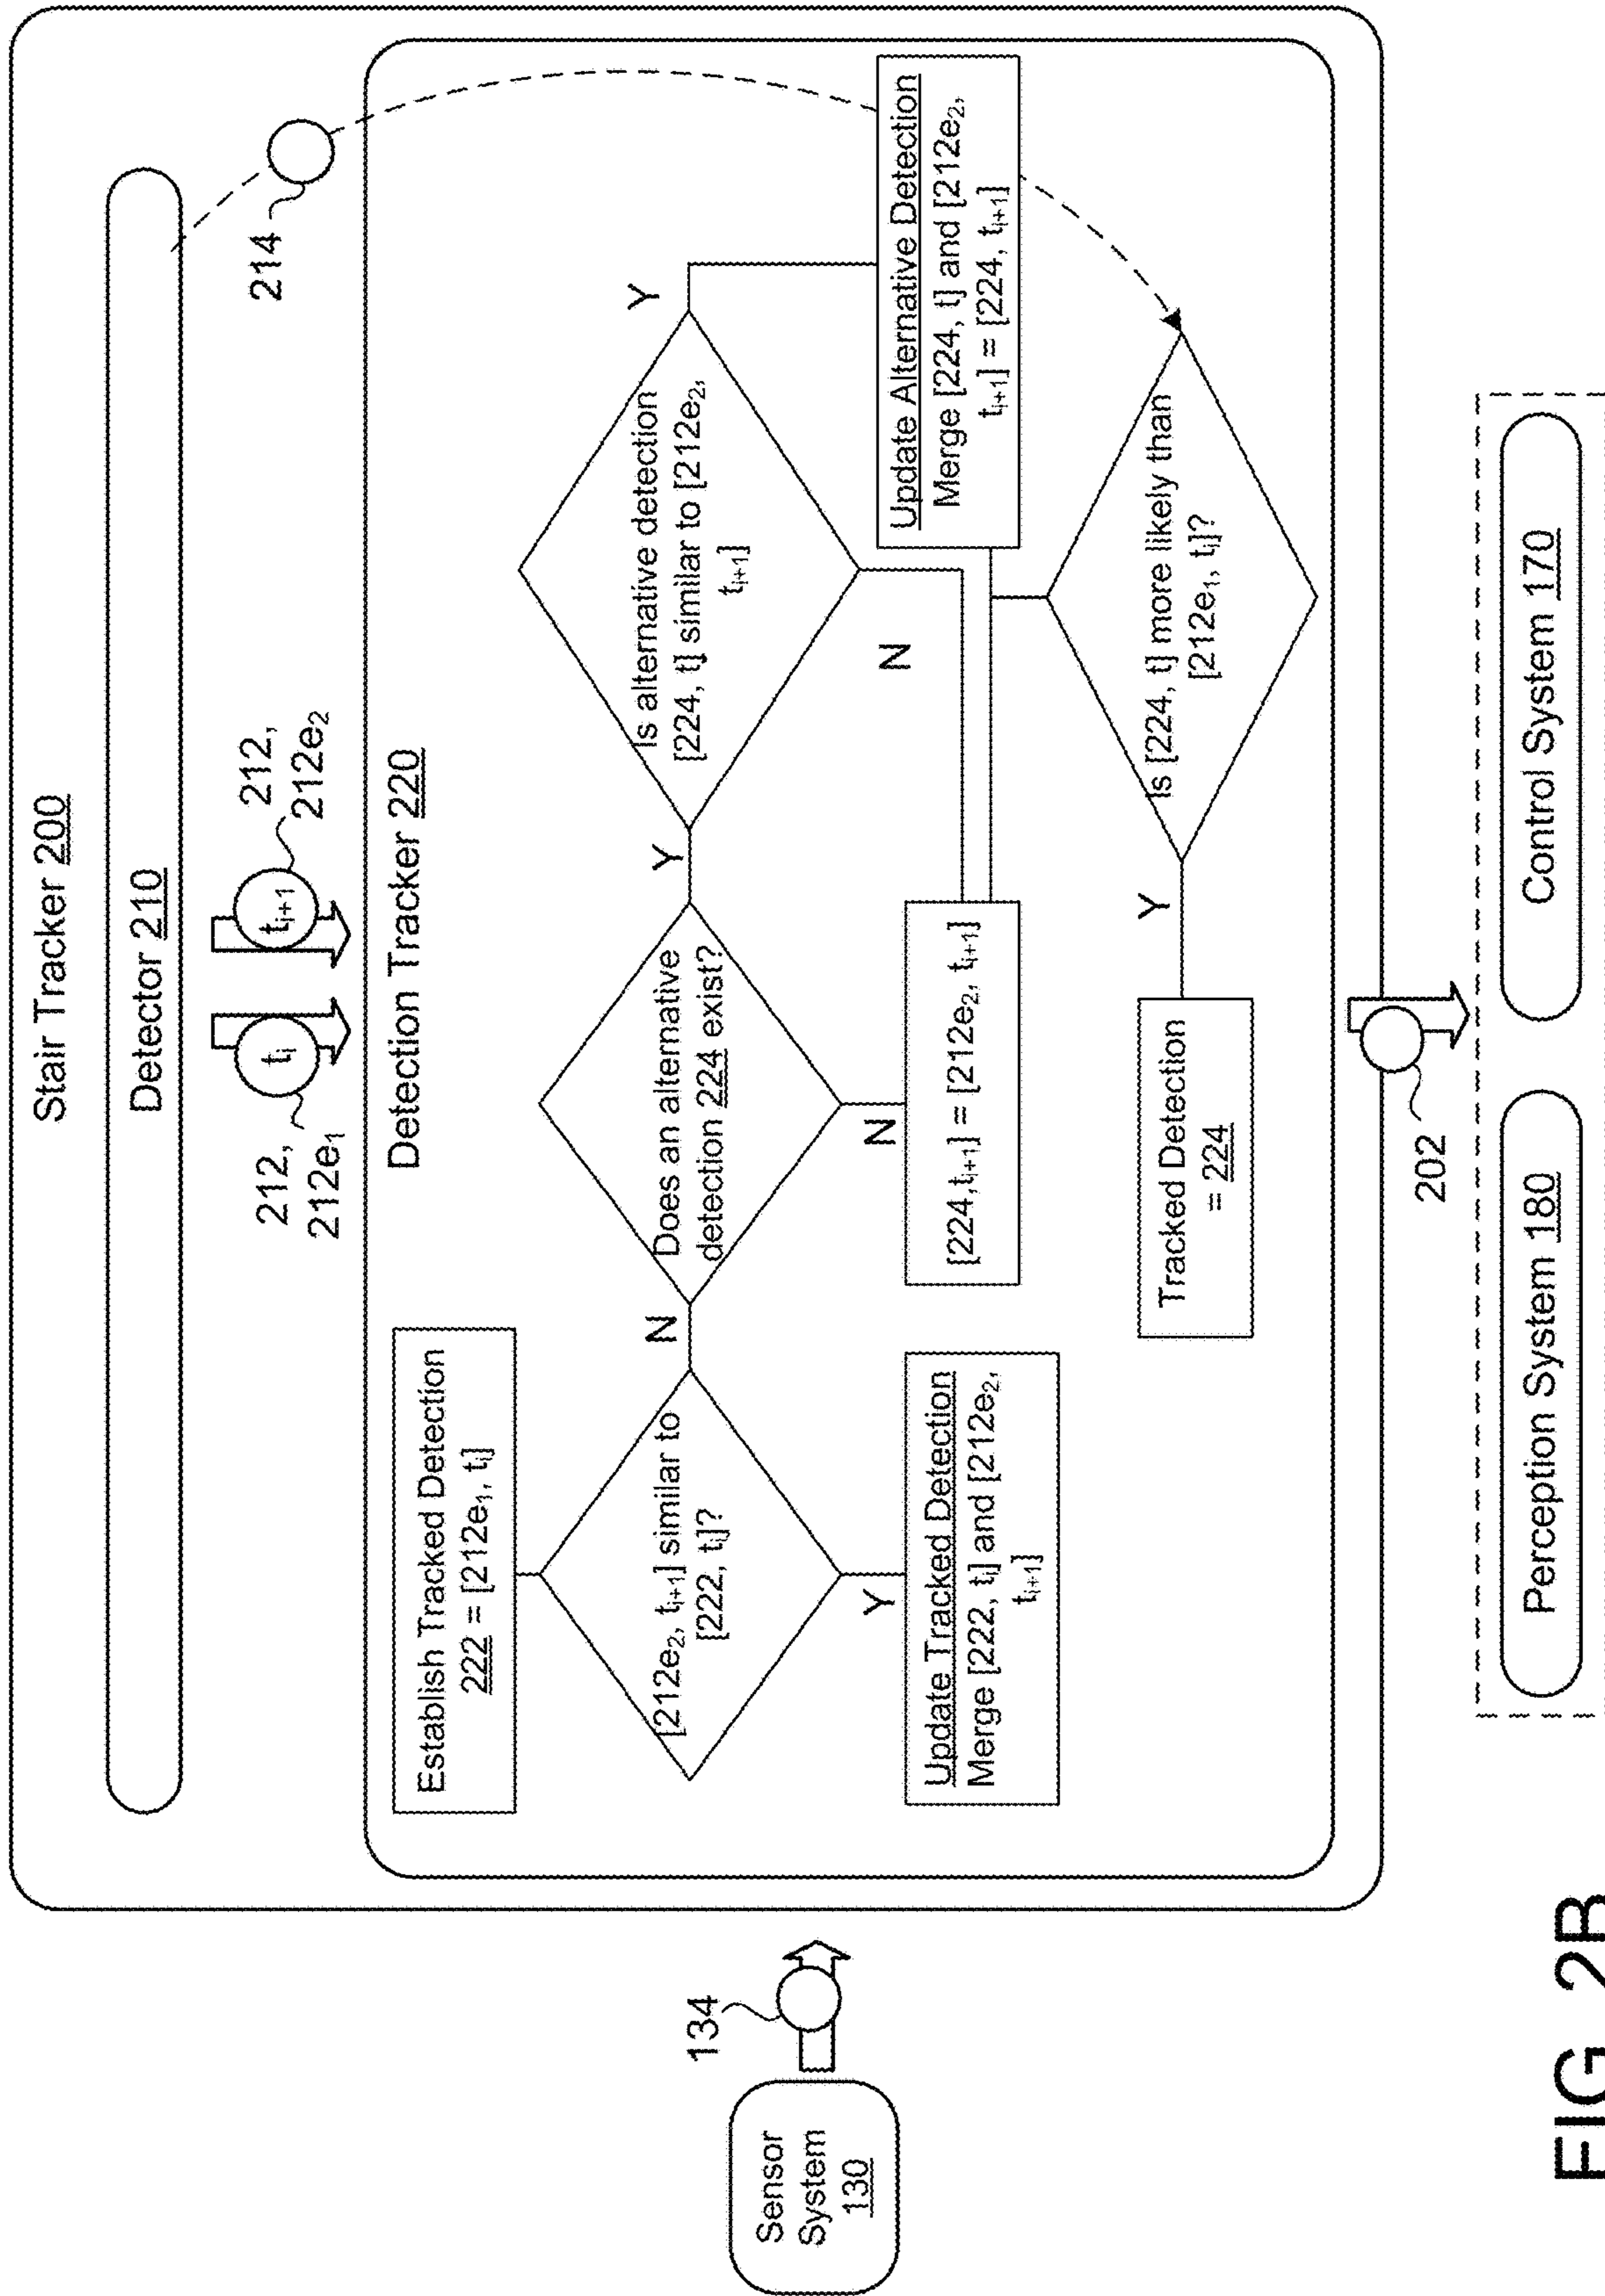 Stair Tracker 200
Detector 210
214
212,
212e₁
tᵢ
tᵢ₊₁
212,
212e₂
Detection Tracker 220
Establish Tracked Detection
222 = [212e₁, tᵢ]
[212e₂, tᵢ₊₁] similar to
[222, tᵢ]?
N
Y
Update Tracked Detection
Merge [222, tᵢ] and [212e₂,
tᵢ₊₁]
Does an alternative
detection 224 exist?
Y
N
[224,tᵢ₊₁] = [212e₂, tᵢ₊₁]
Is alternative detection
[224, t] similar to [212e₂,
tᵢ₊₁]
Y
N
Update Alternative Detection
Merge [224, t] and [212e₂,
tᵢ₊₁] = [224, tᵢ₊₁]
Is [224, t] more likely than
[212e₁, tᵢ]?
Y
Tracked Detection
= 224
Sensor
System
130
134
202
Perception System 180
Control System 170
FIG. 2B